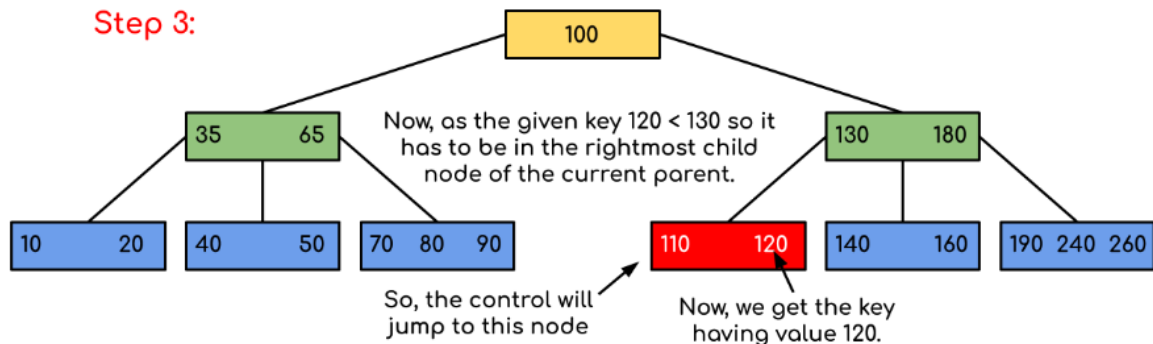 Step 3:
100
Now, as the given key 120 < 130 so it
has to be in the rightmost child
node of the current parent.
35 65
130 180
10 20
40 50
70 80 90
110 120
140 160
190 240 260
So, the control will
jump to this node
Now, we get the key
having value 120.